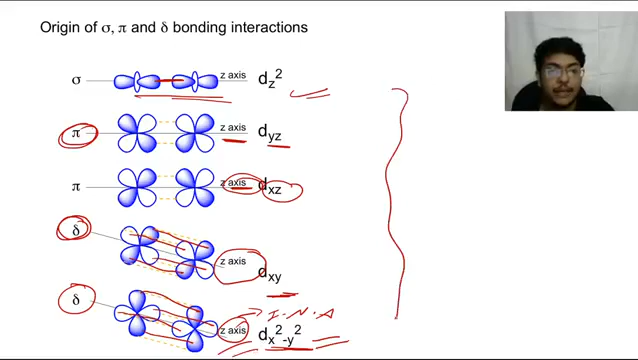 Origin of σ, π and δ bonding interactions
σ z axis dz²
π z axis dyz
π z axis dxz
δ z axis dxy
I.N.A
δ z axis dx²-y²